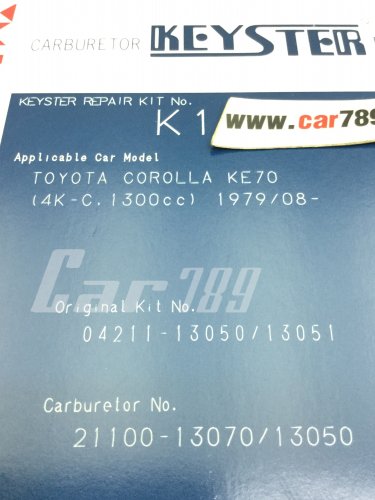 CARBURETOR KEYSTER
KEYSTER REPAIR KIT No.
K1
www.car789
Applicable Car Model
TOYOTA COROLLA KE70
(4K-C. 1300cc) 1979/08-
Car789
Original Kit No.
04211-13050/13051
Carburetor No.
21100-13070/13050